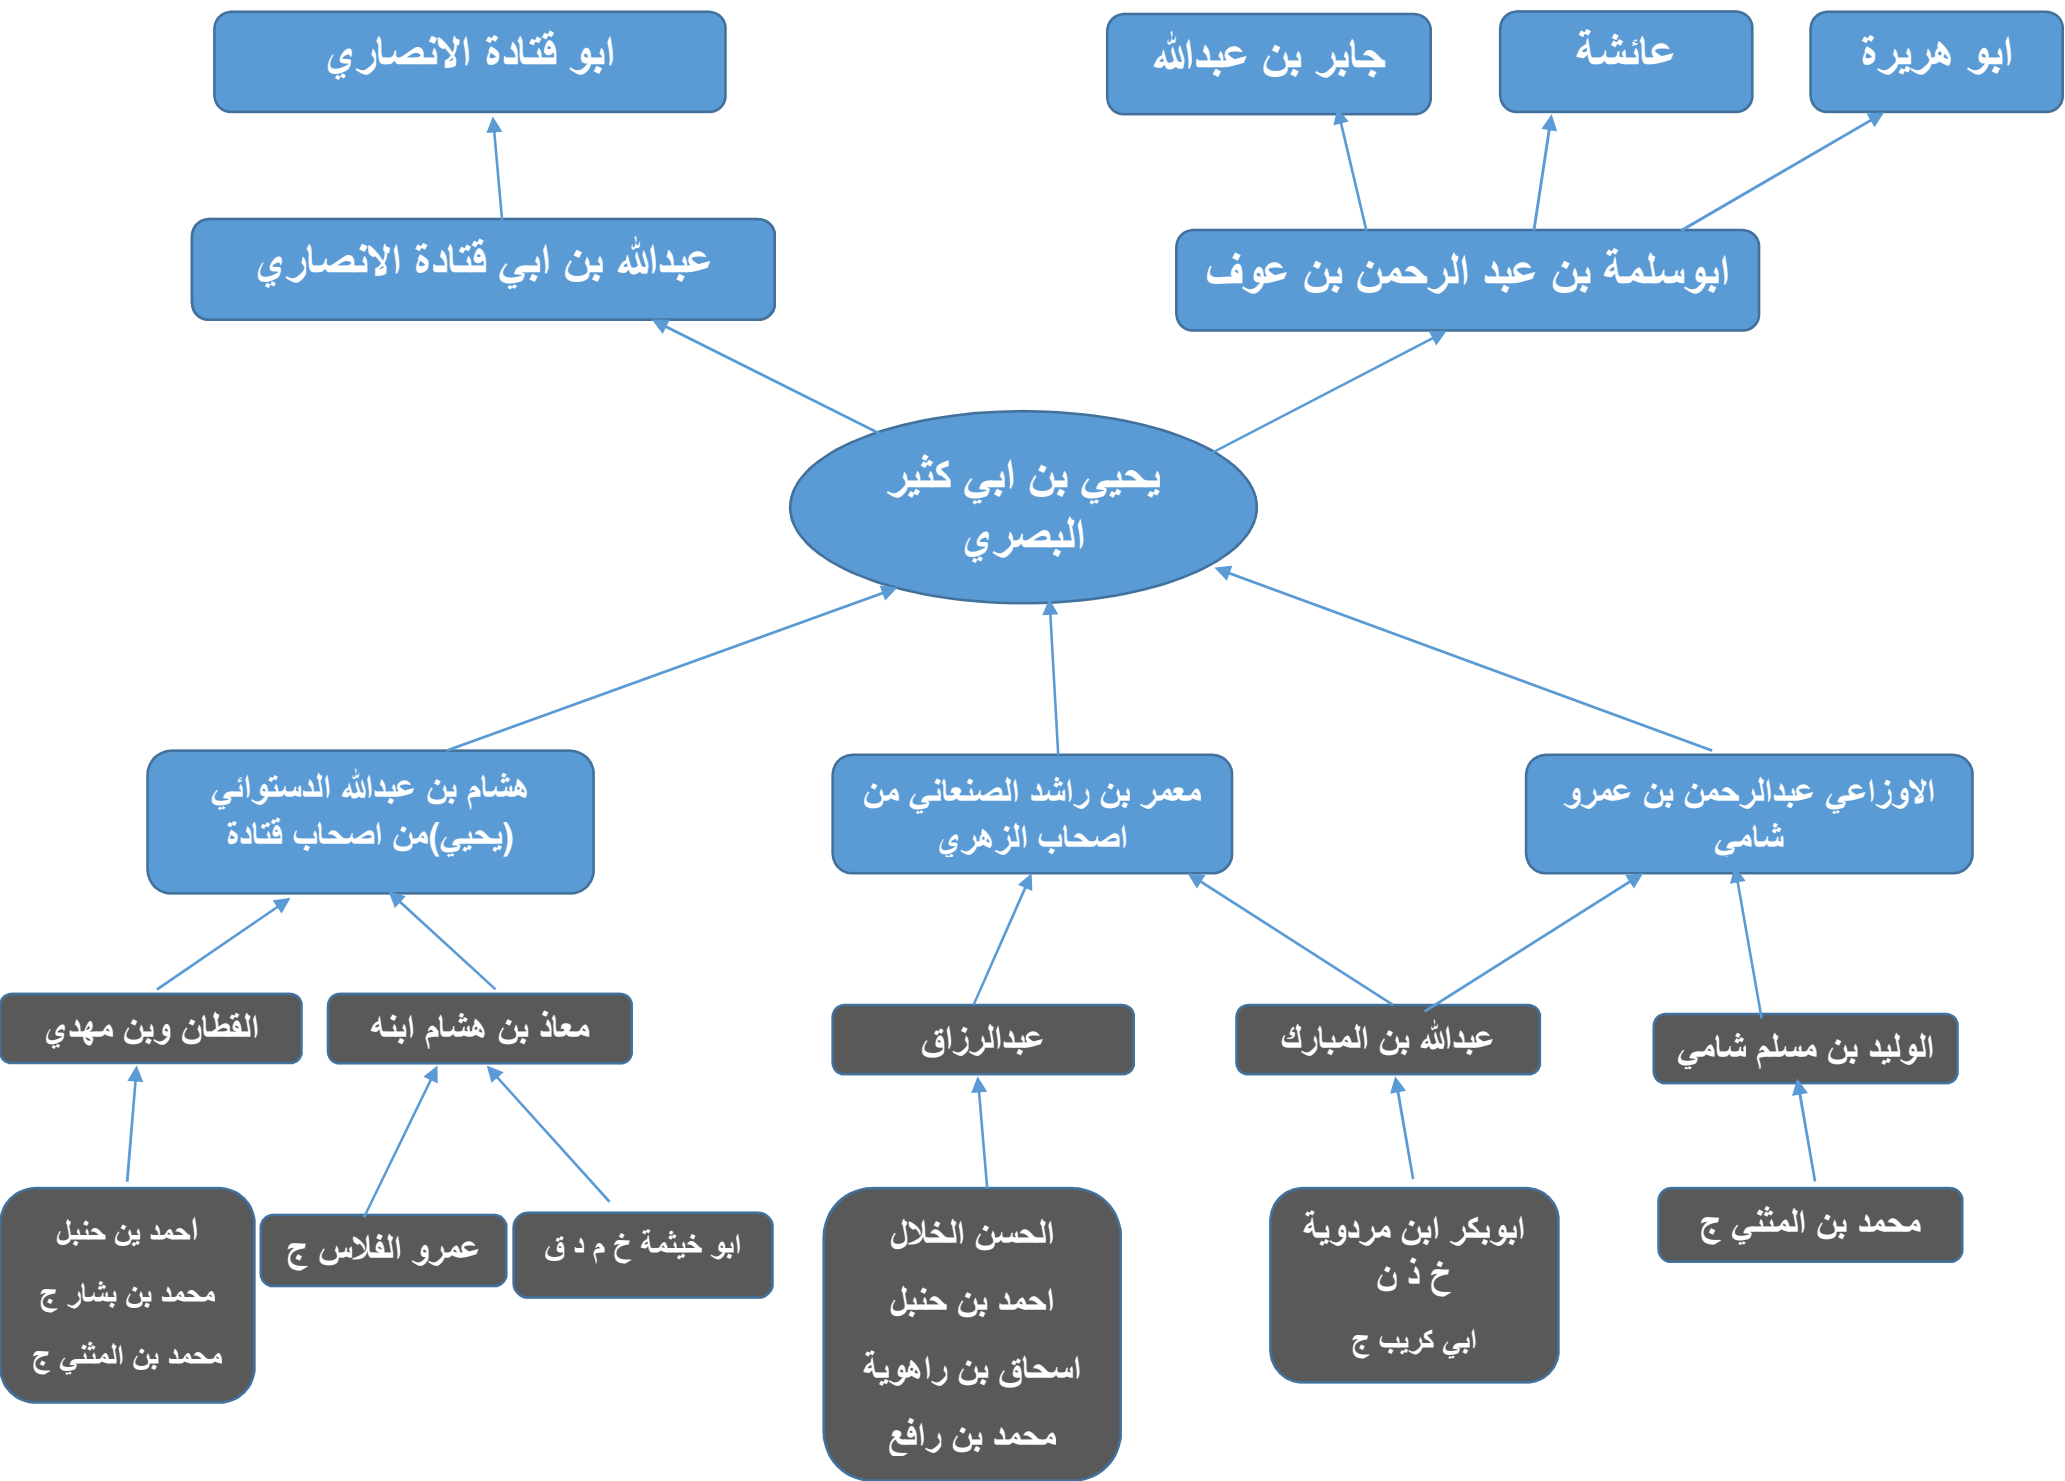 ابو هريرة
عائشة
جابر بن عبدالله
ابو قتادة الانصاري
ابوسلمة بن عبد الرحمن بن عوف
عبدالله بن ابي قتادة الانصاري
يحيي بن ابي كثير
البصري
الاوزاعي عبدالرحمن بن عمرو
شامي
معمر بن راشد الصنعاني من
اصحاب الزهري
هشام بن عبدالله الدستوائي
(يحيي)من اصحاب قتادة
الوليد بن مسلم شامي
عبدالله بن المبارك
عبدالرزاق
معاذ بن هشام ابنه
القطان وبن مهدي
محمد بن المثني ج
ابوبكر ابن مردوية
خ ذ ن
ابي كريب ج
الحسن الخلال
احمد بن حنبل
اسحاق بن راهوية
محمد بن رافع
ابو خيثمة خ م د ق
عمرو الفلاس ج
احمد ين حنبل
محمد بن بشار ج
محمد بن المثني ج